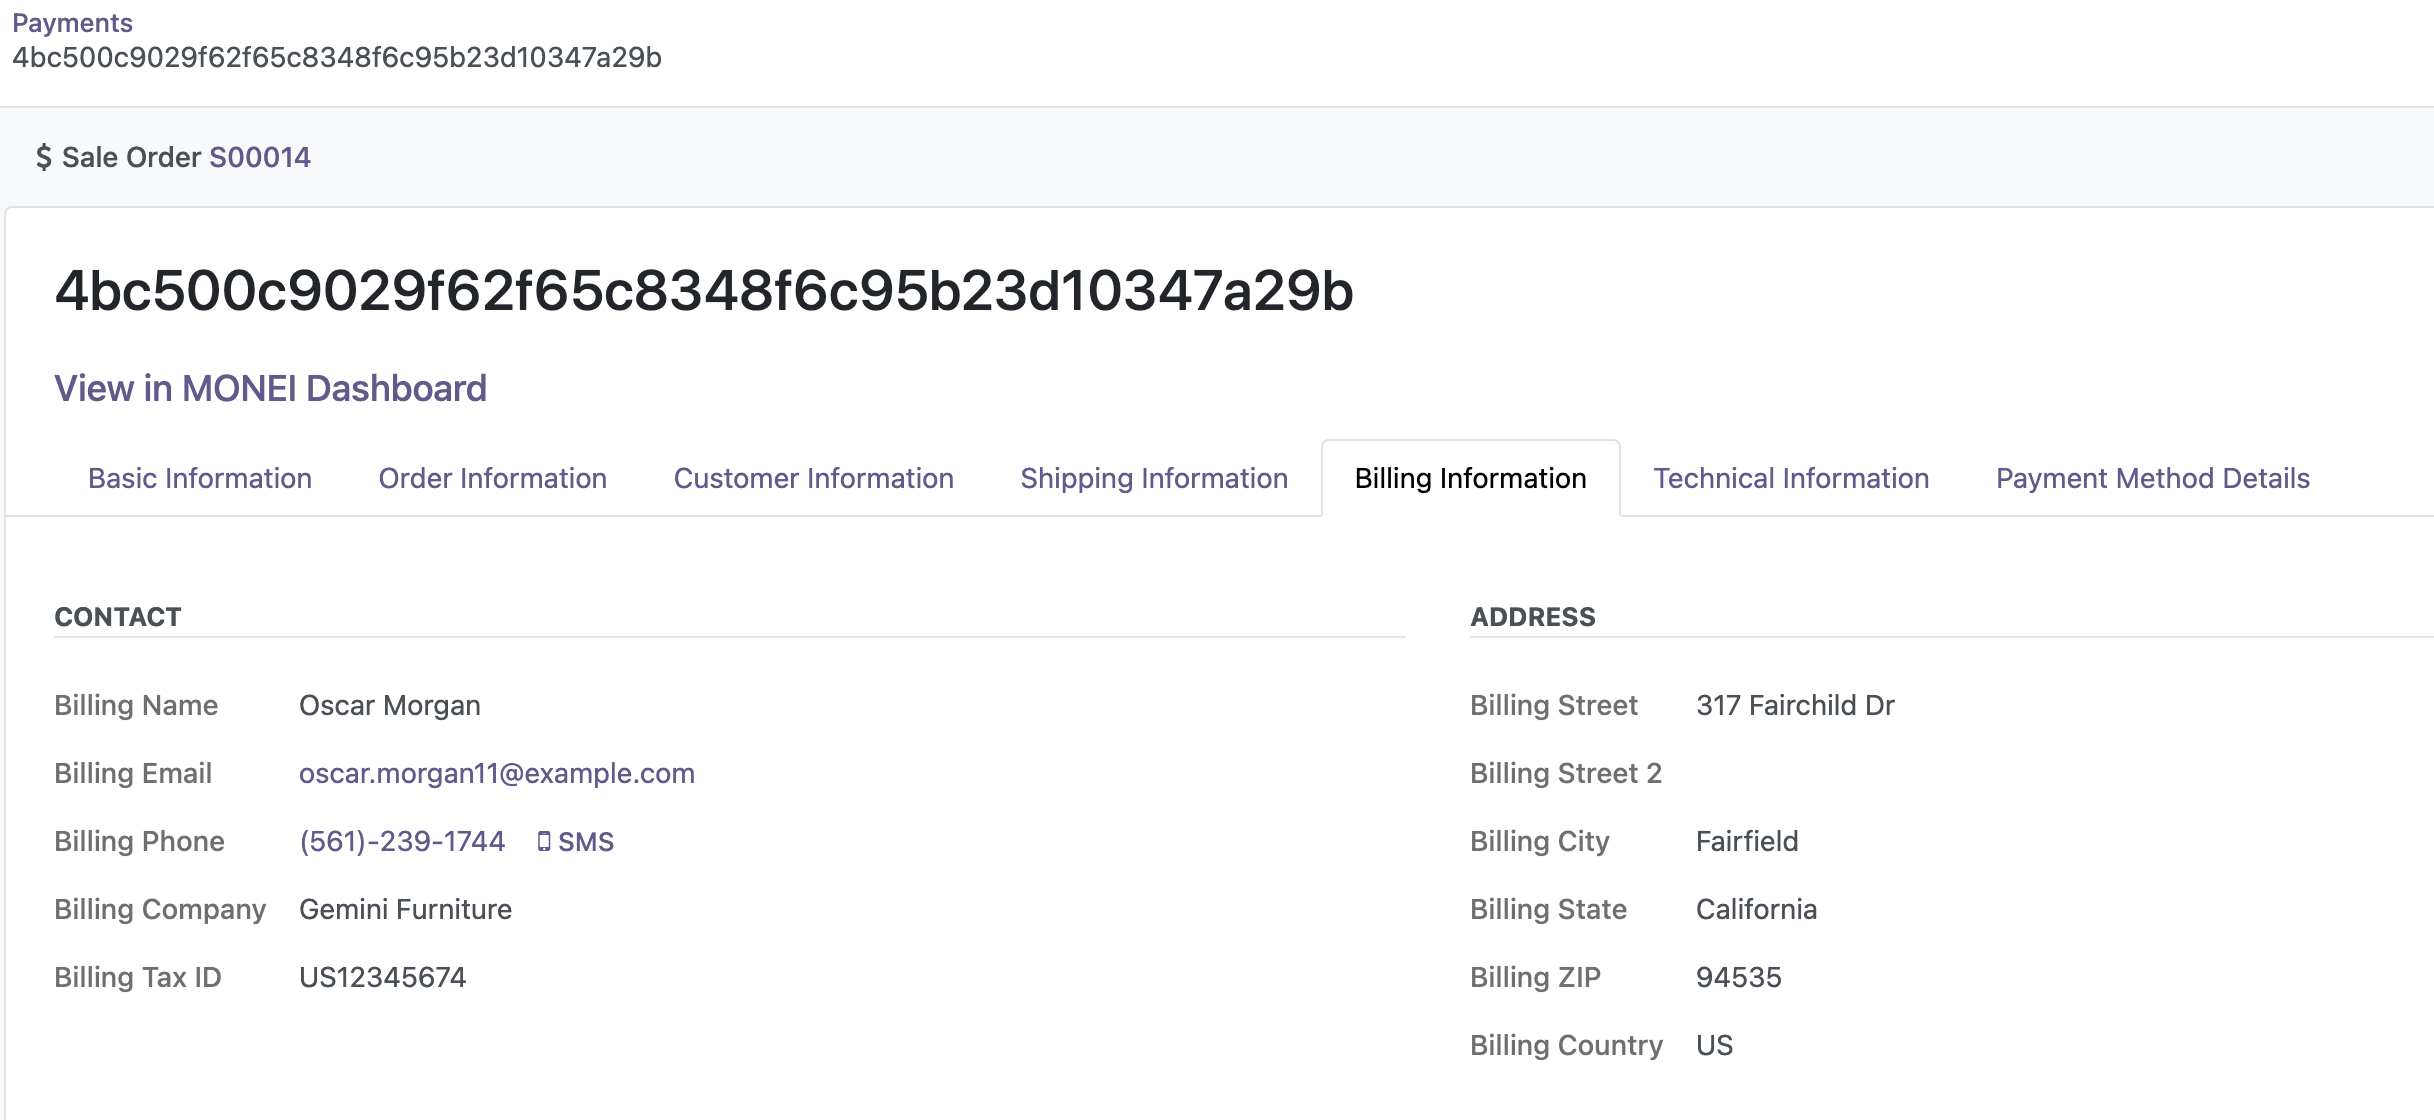 Payments
4bc500c9029f62f65c8348f6c95b23d10347a29b
$ Sale Order S00014
4bc500c9029f62f65c8348f6c95b23d10347a29b
View in MONEI Dashboard
Basic Information Order Information Customer Information Shipping Information Billing Information Technical Information Payment Method Details
CONTACT
Billing Name Oscar Morgan
Billing Email oscar.morgan11@example.com
Billing Phone (561)-239-1744 SMS
Billing Company Gemini Furniture
Billing Tax ID US12345674
ADDRESS
Billing Street 317 Fairchild Dr
Billing Street 2
Billing City Fairfield
Billing State California
Billing ZIP 94535
Billing Country US